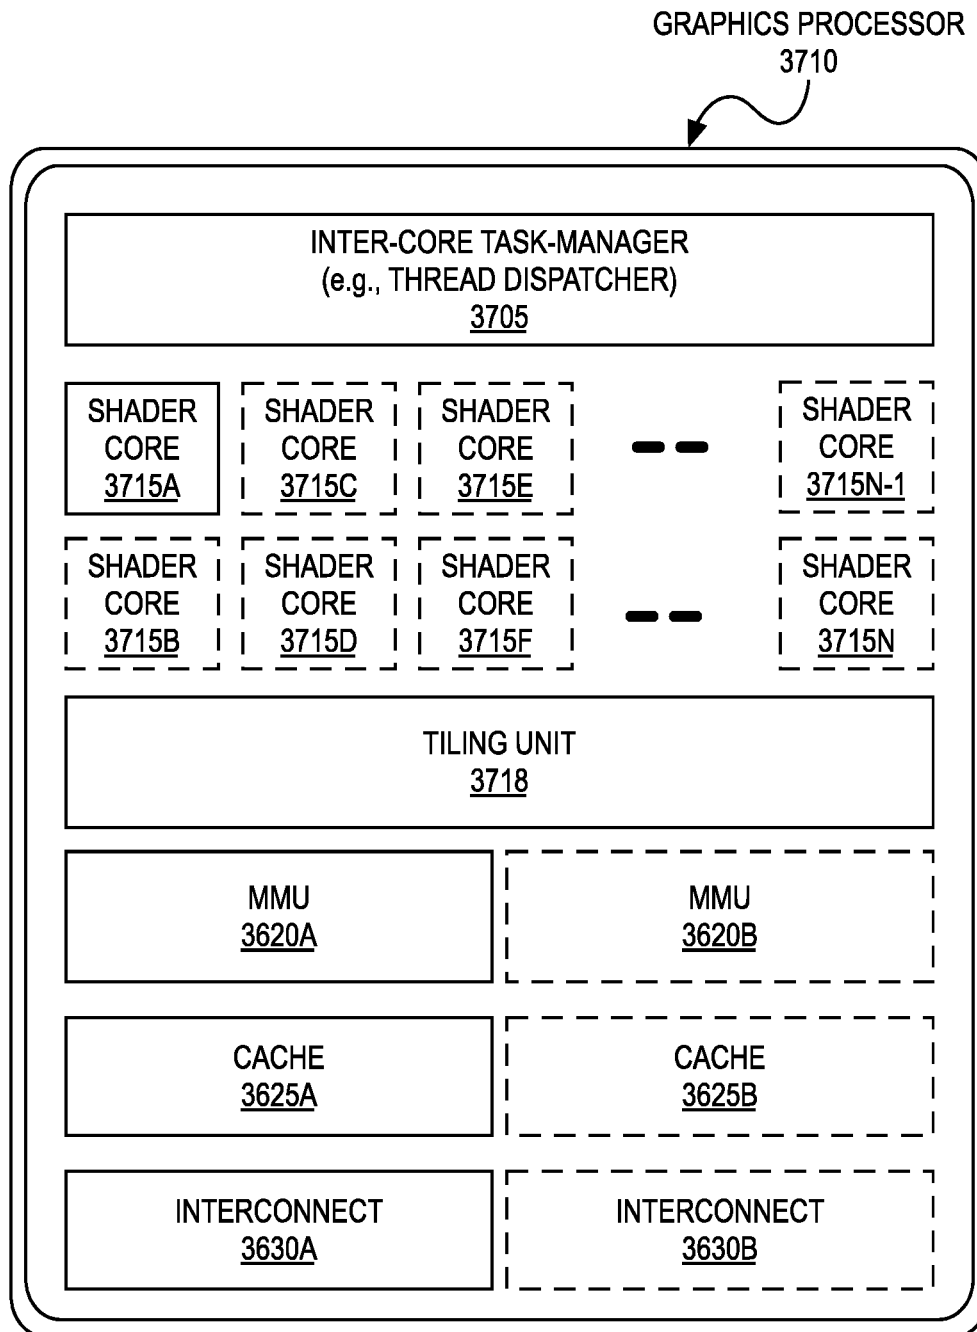 GRAPHICS PROCESSOR
3710
INTER-CORE TASK-MANAGER
(e.g., THREAD DISPATCHER)
3705
SHADER
CORE
3715A
SHADER
CORE
3715C
SHADER
CORE
3715E
SHADER
CORE
3715N-1
SHADER
CORE
3715B
SHADER
CORE
3715D
SHADER
CORE
3715F
SHADER
CORE
3715N
TILING UNIT
3718
MMU
3620A
MMU
3620B
CACHE
3625A
CACHE
3625B
INTERCONNECT
3630A
INTERCONNECT
3630B